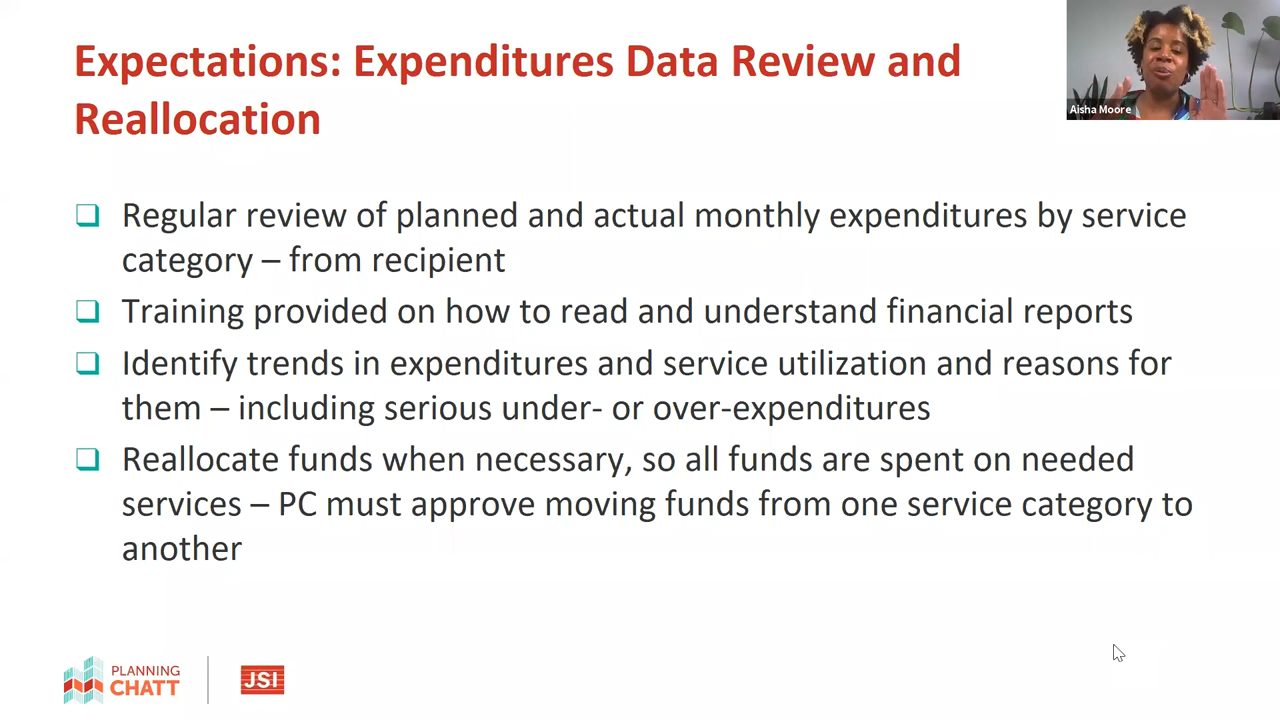 Expectations: Expenditures Data Review and
Reallocation
Aisha Moore
❑ Regular review of planned and actual monthly expenditures by service
category – from recipient
❑ Training provided on how to read and understand financial reports
❑ Identify trends in expenditures and service utilization and reasons for
them – including serious under- or over-expenditures
❑ Reallocate funds when necessary, so all funds are spent on needed
services – PC must approve moving funds from one service category to
another
PLANNING
CHATT
JSI